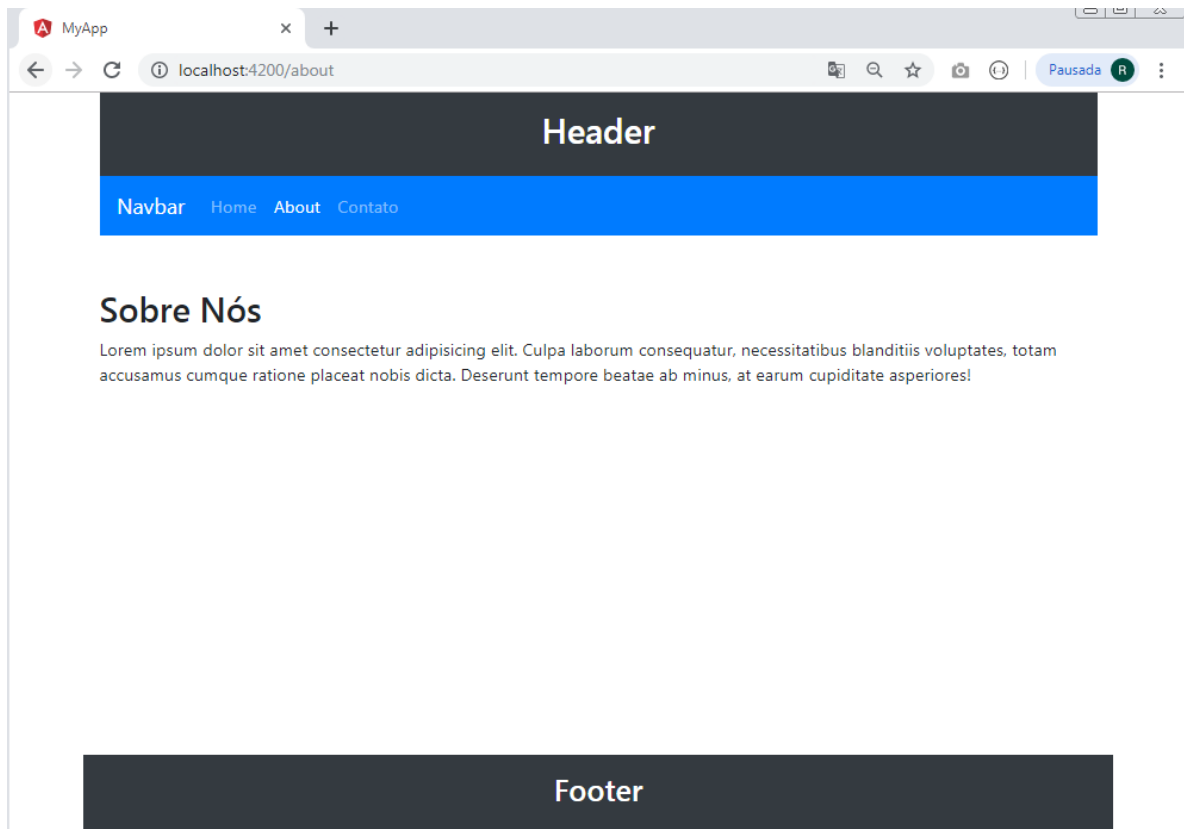 MyApp
localhost:4200/about
Pausada R
Header
Navbar Home About Contato
Sobre Nós
Lorem ipsum dolor sit amet consectetur adipisicing elit. Culpa laborum consequatur, necessitatibus blanditiis voluptates, totam
accusamus cumque ratione placeat nobis dicta. Deserunt tempore beatae ab minus, at earum cupiditate asperiores!
Footer